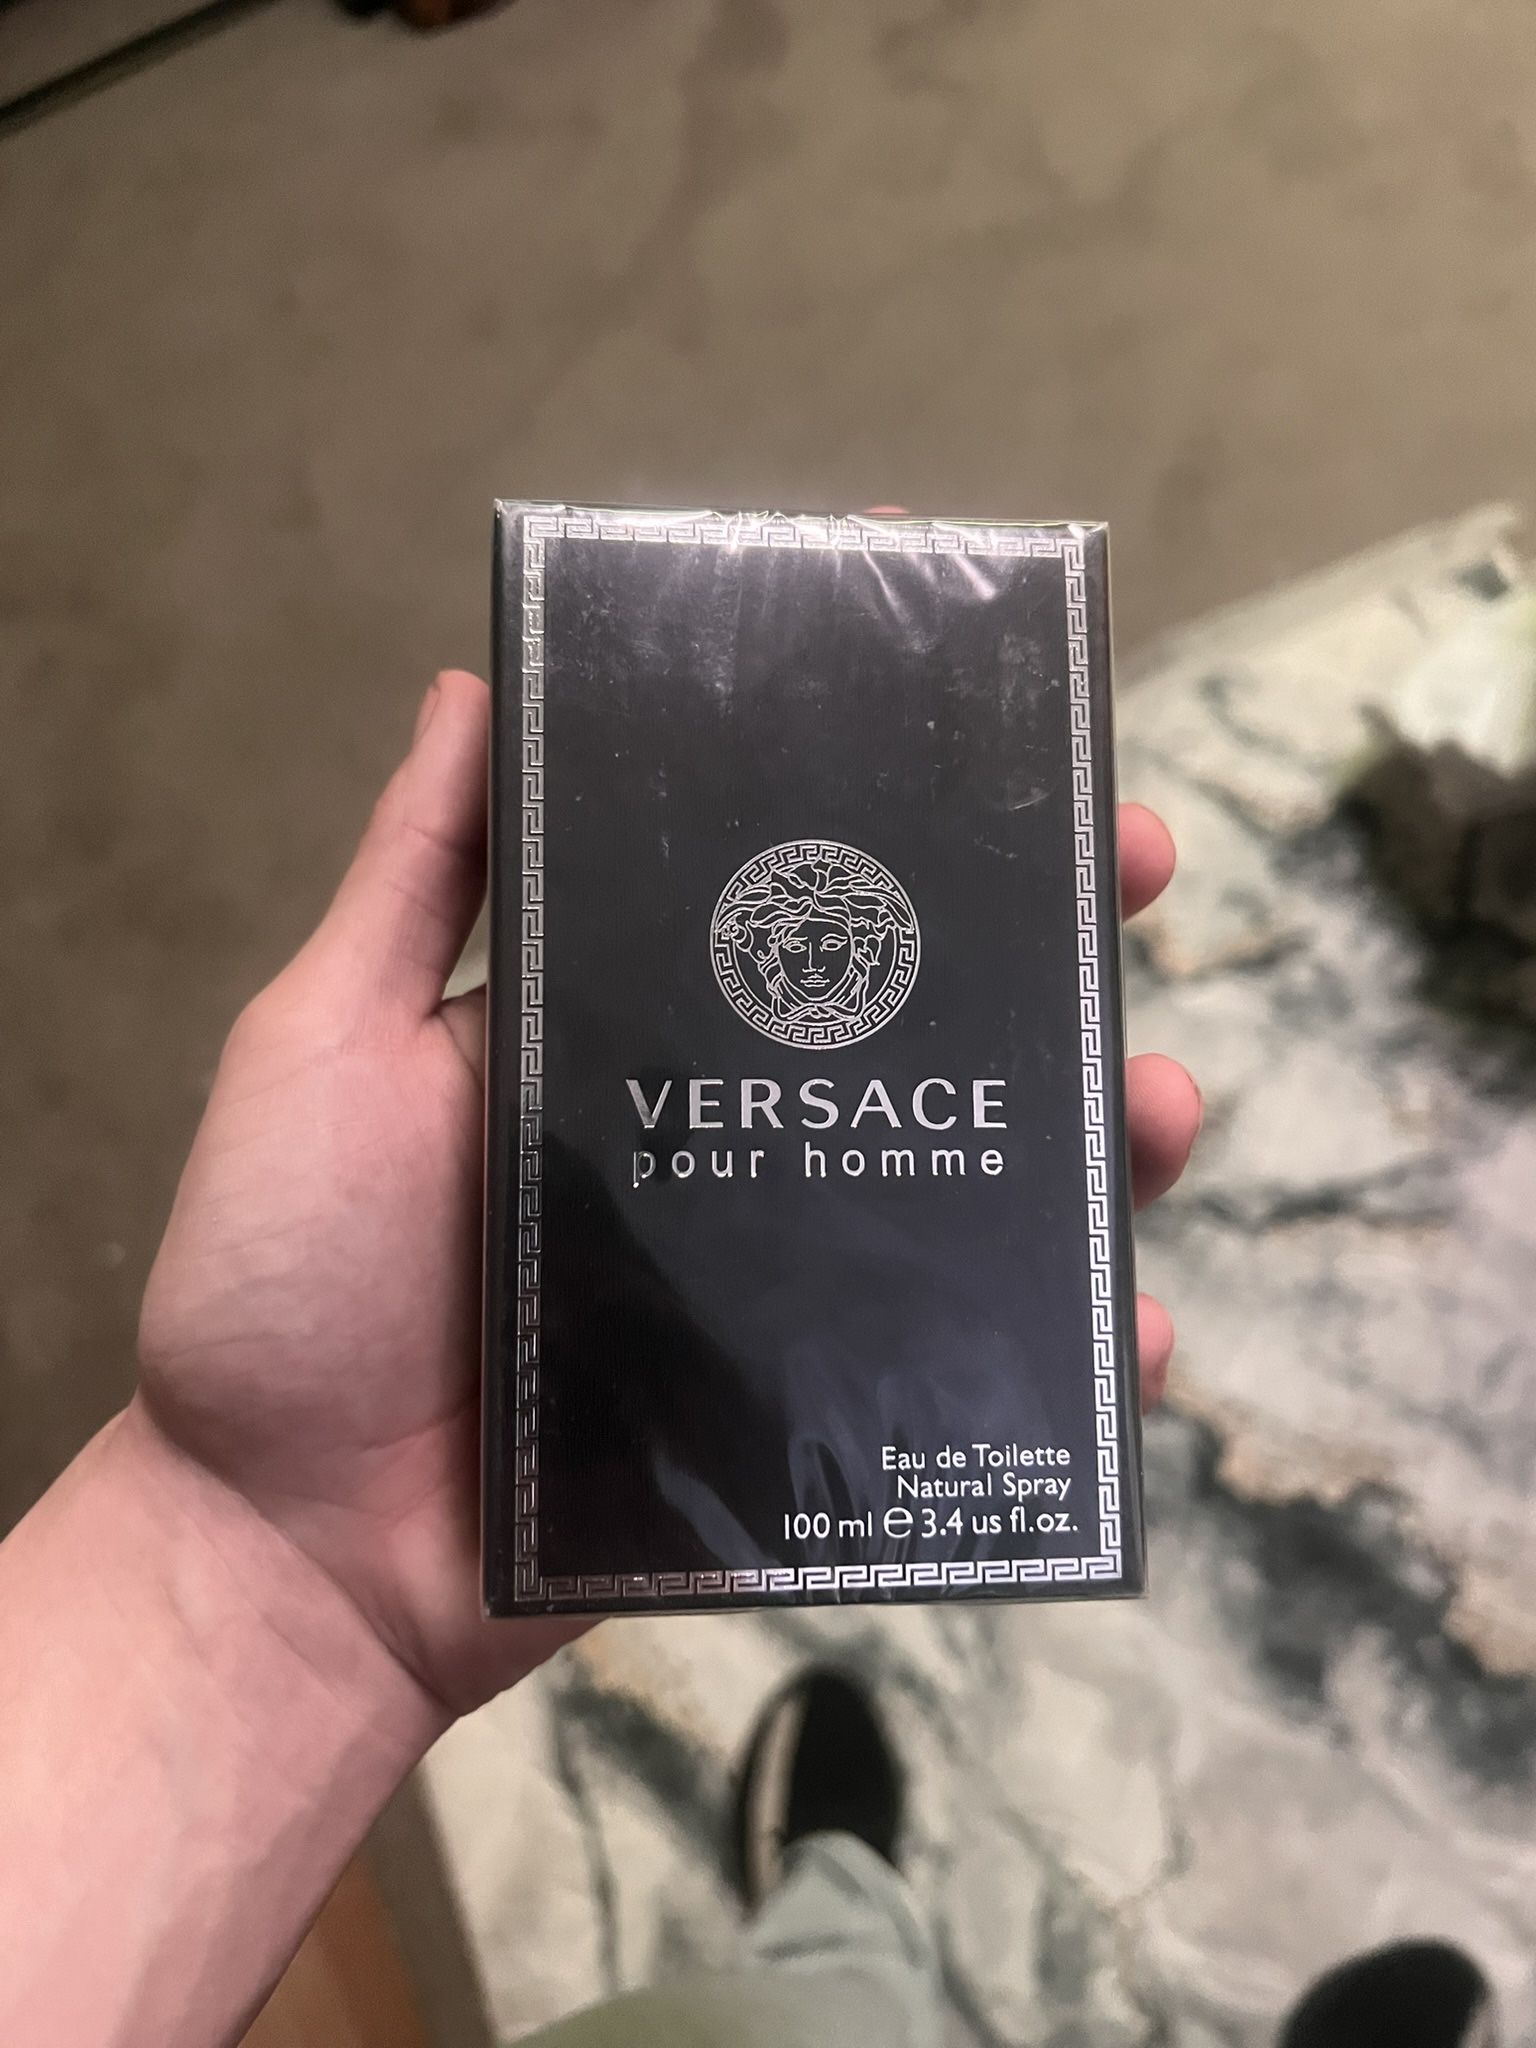 VERSACE
pour homme
Eau de Toilette
Natural Spray
100 ml ℮ 3.4 us fl.oz.